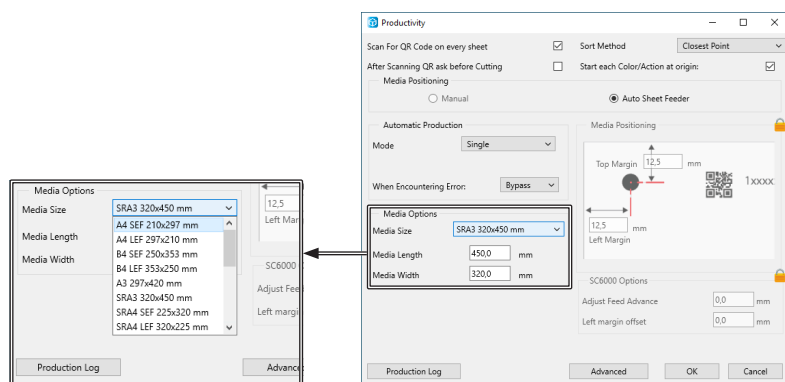 Productivity
Scan For QR Code on every sheet
Sort Method Closest Point
After Scanning QR ask before Cutting
Start each Color/Action at origin:
Media Positioning
Manual
Auto Sheet Feeder
Automatic Production
Mode Single
When Encountering Error: Bypass
Media Options
Media Size SRA3 320x450 mm
Media Length 450,0 mm
Media Width 320,0 mm
Media Positioning
Top Margin 12,5 mm
1xxxx
12,5 mm
Left Margin
SC6000 Options
Adjust Feed Advance 0,0 mm
Left margin offset 0,0 mm
Production Log
Advanced
OK
Cancel
Media Options
Media Size SRA3 320x450 mm
Media Length
Media Width
A4 SEF 210x297 mm
A4 LEF 297x210 mm
B4 SEF 250x353 mm
B4 LEF 353x250 mm
A3 297x420 mm
SRA3 320x450 mm
SRA4 SEF 225x320 mm
SRA4 LEF 320x225 mm
12,5
Left Mar
SC6000
Adjust Fee
Left margi
Production Log
Advance